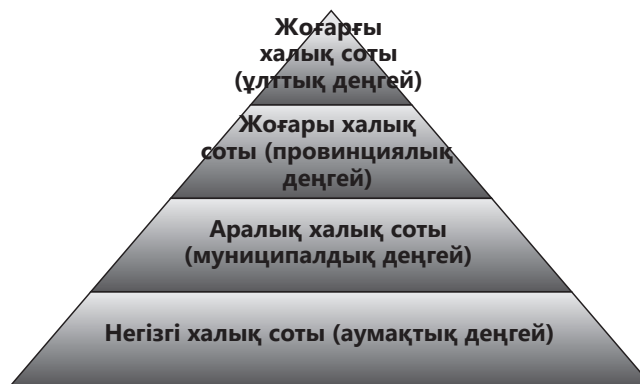 Жоғарғы
халық соты
(ұлттық деңгей)
Жоғары халық
соты (провинциялық
деңгей)
Аралық халық соты
(муниципалдық деңгей)
Негізгі халық соты (аумақтық деңгей)